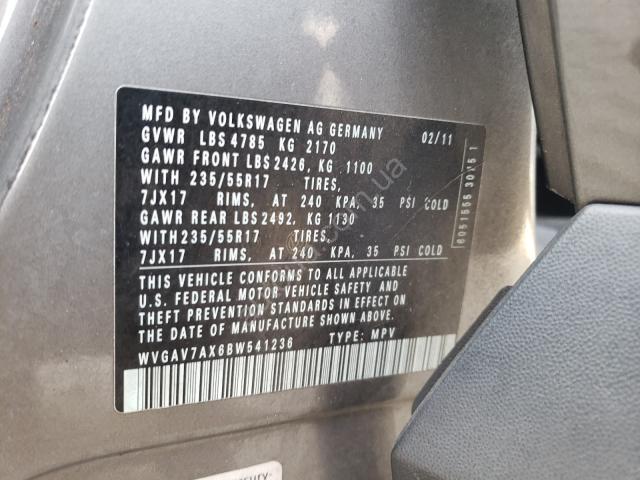 MFD BY VOLKSWAGEN AG GERMANY 02/11
GVWR LBS 4785 KG 2170
GAWR FRONT LBS 2426, KG 1100
WITH 235/55R17 TIRES,
7JX17 RIMS, AT 240 KPA, 35 PSI COLD
GAWR REAR LBS 2492, KG 1130
WITH235/55R17 TIRES,
7JX17 RIMS, AT 240 KPA, 35 PSI COLD
THIS VEHICLE CONFORMS TO ALL APPLICABLE
U.S. FEDERAL MOTOR VEHICLE SAFETY AND
THEFT PREVENTION STANDARDS IN EFFECT ON
THE DATE OF MANUFACTURE SHOWN ABOVE
WVGAV7AX6BW541236 TYPE: MPV